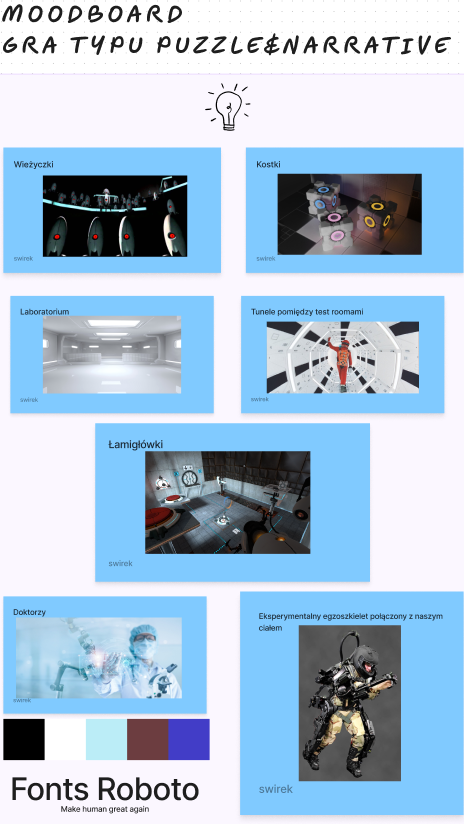 MOODBOARD
GRA TYPU PUZZLE&NARRATIVE
Wieżyczki
swirek
Kostki
swirek
Laboratorium
swirek
Tunele pomiędzy test roomami
swirek
Łamigłówki
swirek
Doktorzy
swirek
Eksperymentalny egzoszkielet połączony z naszym
ciałem
swirek
Fonts Roboto
Make human great again